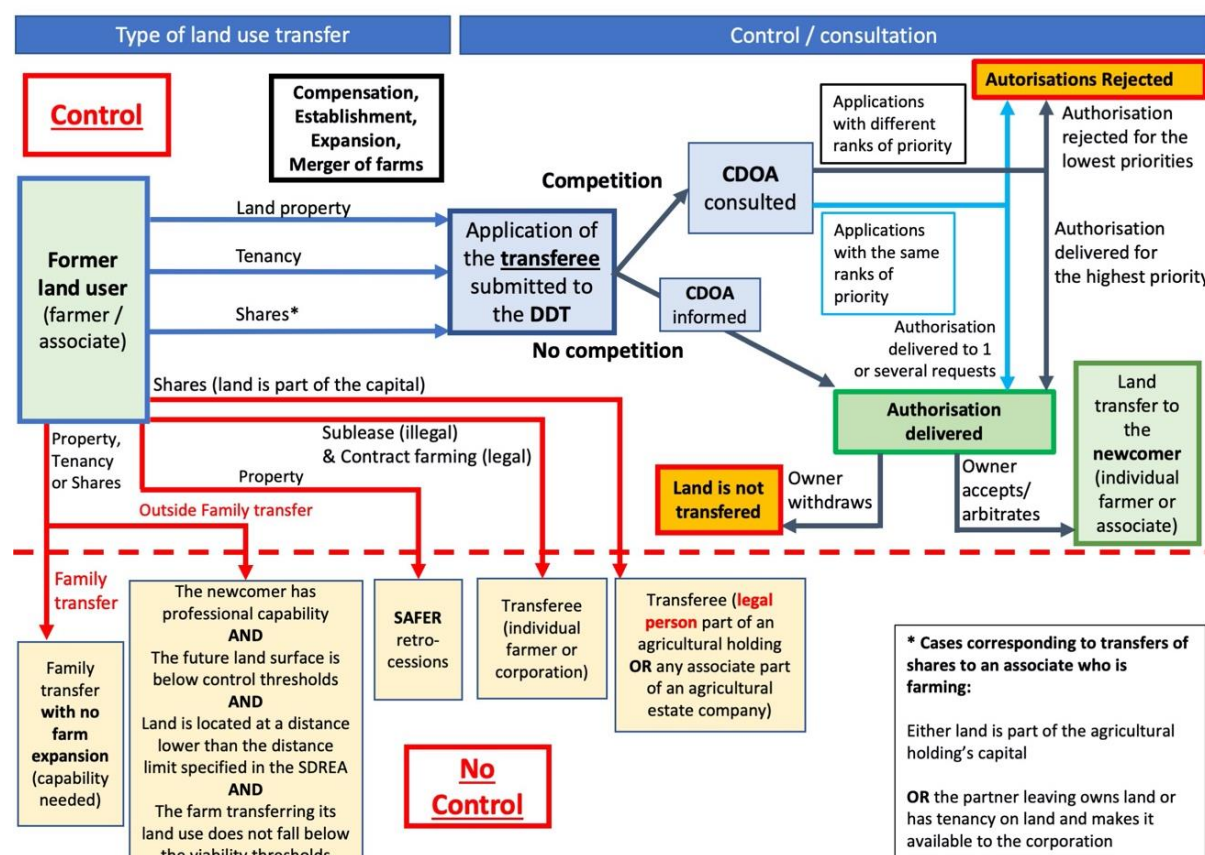 Type of land use transfer
Control / consultation
Control
Compensation,
Establishment,
Expansion,
Merger of farms
Autorisations Rejected
Applications
with different
ranks of priority
Authorisation
rejected for the
lowest priorities
Competition
CDOA
consulted
Land property
Tenancy
Shares*
Former
land user
(farmer /
associate)
Application of
the transferee
submitted to
the DDT
Applications
with the same
ranks of
priority
Authorisation
delivered for
the highest priority
CDOA
informed
No competition
Authorisation
delivered to 1
or several requests
Shares (land is part of the capital)
Authorisation
delivered
Land
transfer to
the
newcomer
(individual
farmer or
associate)
Property,
Tenancy
or Shares
Sublease (illegal)
& Contract farming (legal)
Property
Land is not
transfered
Owner
withdraws
Owner
accepts/
arbitrates
Outside Family transfer
Family
transfer
Family
transfer
with no
farm
expansion
(capability
needed)
The newcomer has
professional capability
AND
The future land surface is
below control thresholds
AND
Land is located at a distance
lower than the distance
limit specified in the SDREA
AND
The farm transferring its
land use does not fall below
the viability thresholds
SAFER
retro-
cessions
Transferee
(individual
farmer or
corporation)
Transferee (legal
person part of an
agricultural holding
OR any associate part
of an agricultural
estate company)
No
Control
* Cases corresponding to transfers of
shares to an associate who is
farming:
Either land is part of the agricultural
holding's capital
OR the partner leaving owns land or
has tenancy on land and makes it
available to the corporation